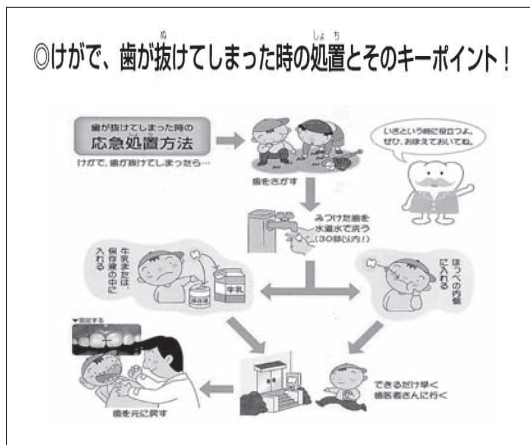 ◎けがで、歯が抜けてしまった時の処置とそのキーポイント！
歯が抜けてしまった時の
応急処置方法
けがで、歯が抜けてしまったら…
いざという時に役立つよ。
ぜひ、おぼえておいてね。
歯をさがす
みつけた歯を
水道水で洗う
(30秒以内！)
牛乳または、
保存液の中に
入れる
保存液
牛乳
ほっぺの内側
に入れる
▼固定する
歯を元に戻す
できるだけ早く
歯医者さんに行く